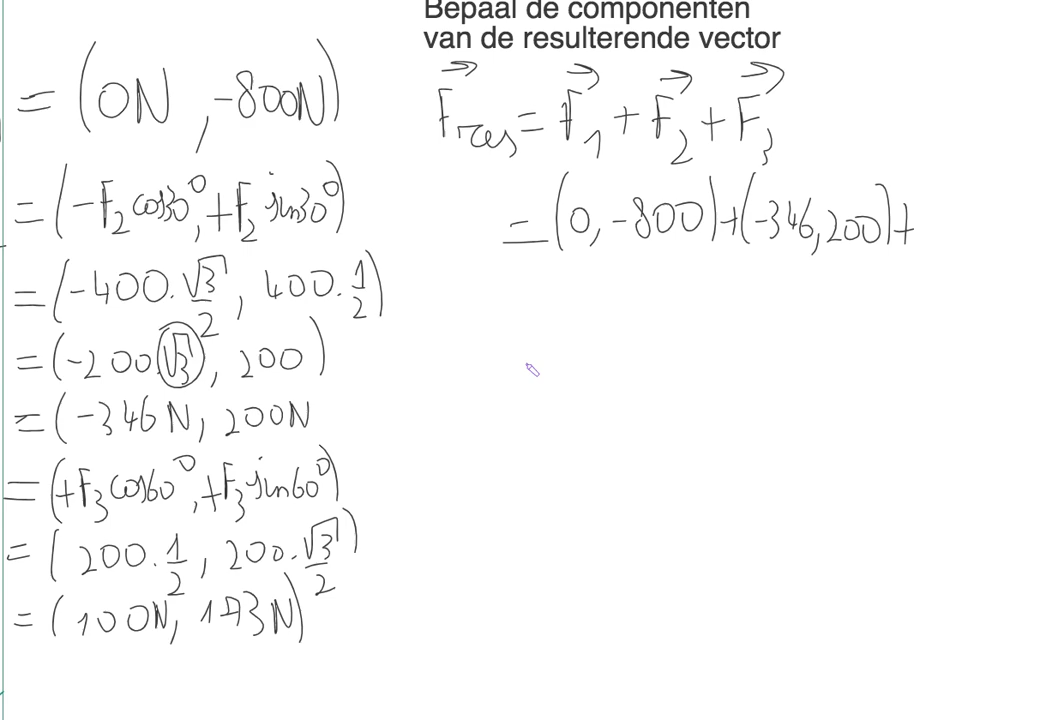 = (0N, -800N)
= (-F₂ cos30°, +F₂ sin30°)
= (-400.√3/2, 400.1/2)
= (-200√3, 200)
= (-346N, 200N
= (+F₃ cos60°, +F₃ sin60°)
= (200.1/2, 200.√3/2)
= (100N, 173N)
Bepaal de componenten
van de resulterende vector
F⃗res = F⃗₁ + F⃗₂ + F⃗₃
= (0, -800) + (-346, 200) +